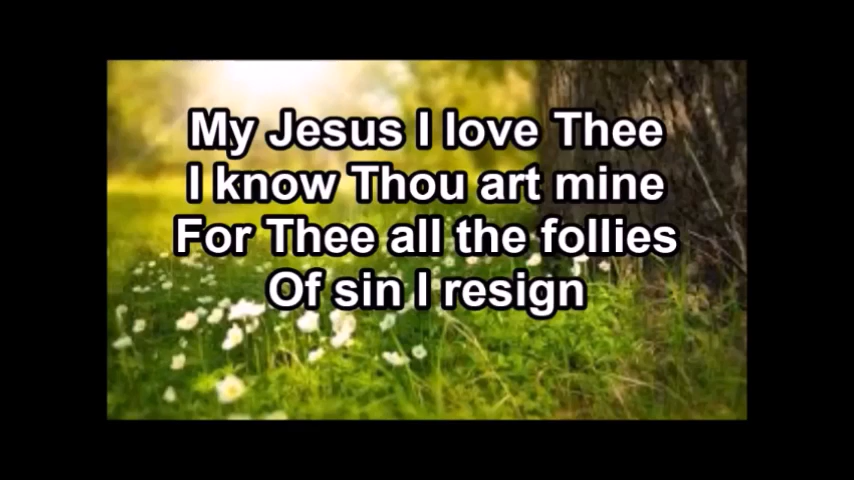 My Jesus I love Thee
I know Thou art mine
For Thee all the follies
Of sin I resign